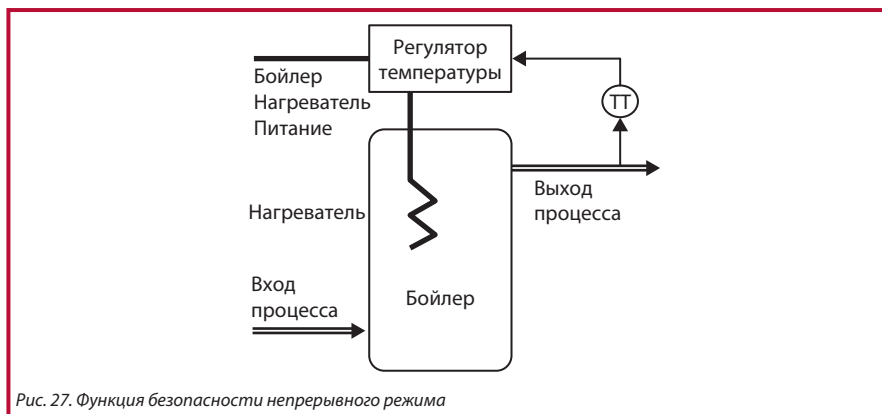 Регулятор
температуры
Бойлер
Нагреватель
Питание
TT
Выход
процесса
Нагреватель
Вход
процесса
Бойлер
Рис. 27. Функция безопасности непрерывного режима